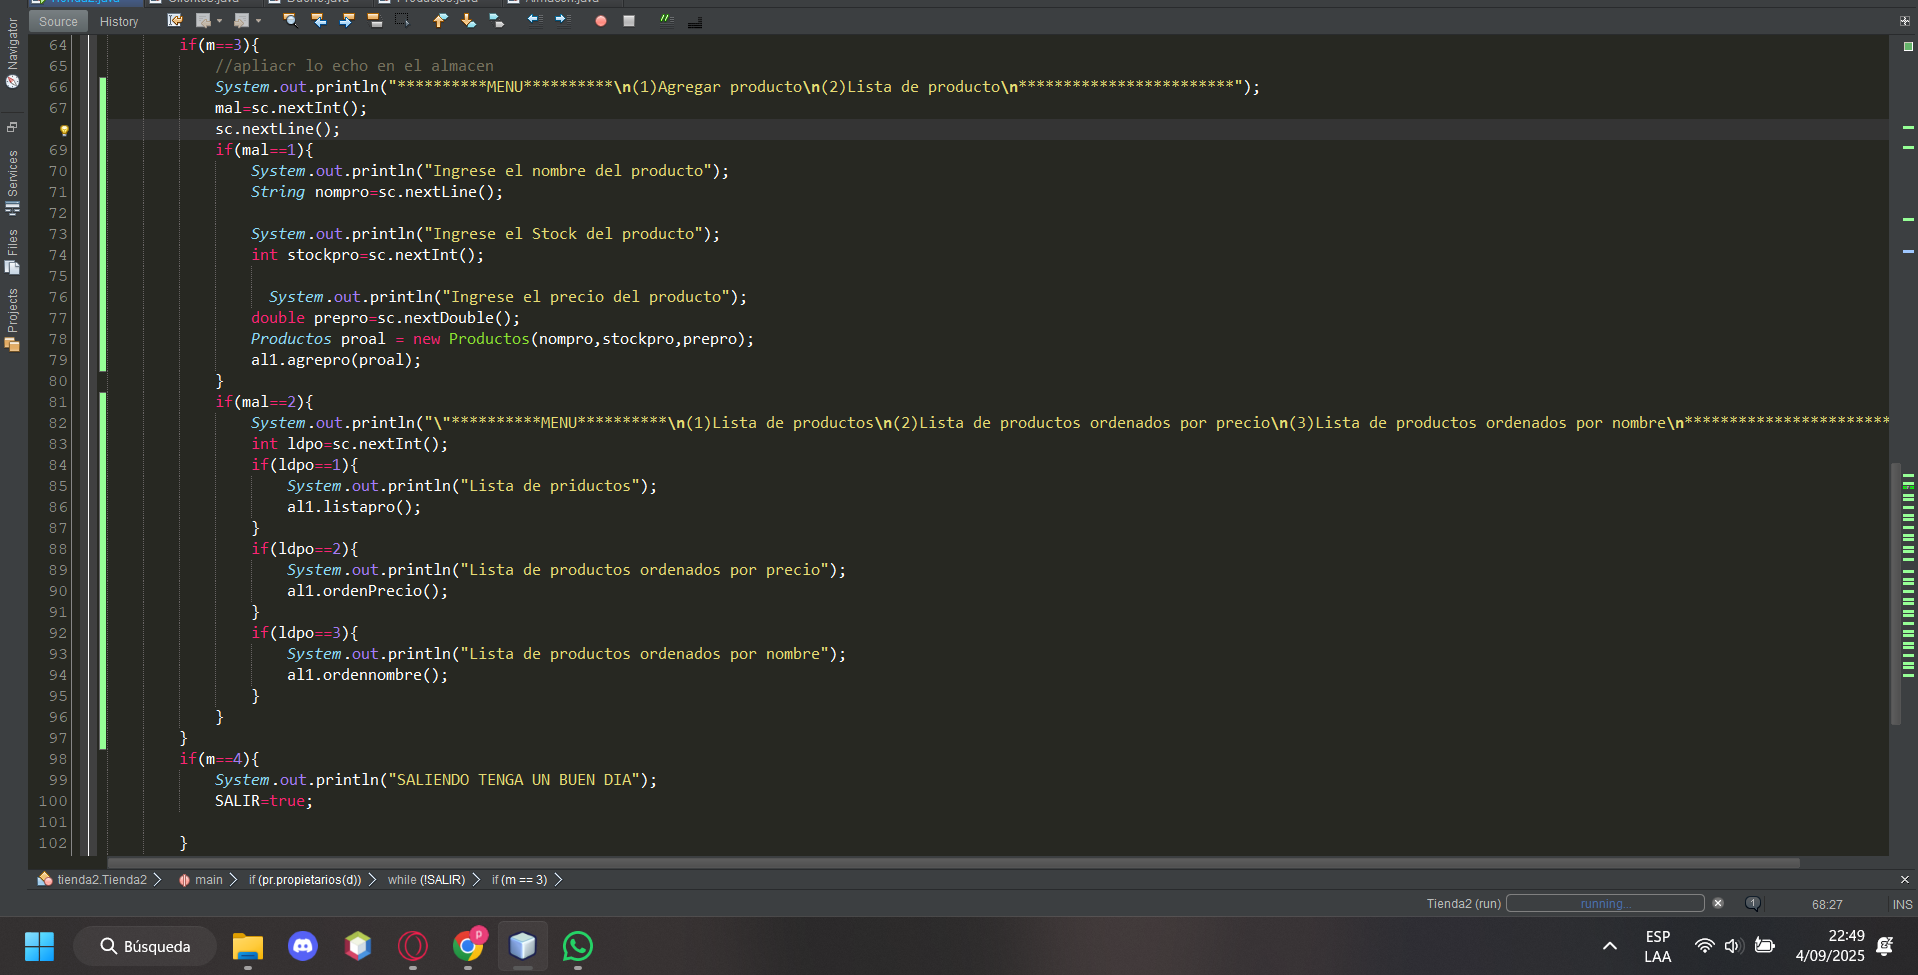 Source History
Navigator
Services
Files
Projects
64 if(m==3){
65 //apliacr lo echo en el almacen
66 System.out.println("**********MENU**********\n(1)Agregar producto\n(2)Lista de producto\n************************");
67 mal=sc.nextInt();
sc.nextLine();
69 if(mal==1){
70 System.out.println("Ingrese el nombre del producto");
71 String nompro=sc.nextLine();
72
73 System.out.println("Ingrese el Stock del producto");
74 int stockpro=sc.nextInt();
75
76 System.out.println("Ingrese el precio del producto");
77 double prepro=sc.nextDouble();
78 Productos proal = new Productos(nompro,stockpro,prepro);
79 al1.agrepro(proal);
80 }
81 if(mal==2){
82 System.out.println("\"**********MENU**********\n(1)Lista de productos\n(2)Lista de productos ordenados por precio\n(3)Lista de productos ordenados por nombre\n***********************
83 int ldpo=sc.nextInt();
84 if(ldpo==1){
85 System.out.println("Lista de priductos");
86 al1.listapro();
87 }
88 if(ldpo==2){
89 System.out.println("Lista de productos ordenados por precio");
90 al1.ordenPrecio();
91 }
92 if(ldpo==3){
93 System.out.println("Lista de productos ordenados por nombre");
94 al1.ordennombre();
95 }
96 }
97 }
98 if(m==4){
99 System.out.println("SALIENDO TENGA UN BUEN DIA");
100 SALIR=true;
101
102 }
tienda2.Tienda2 main if (pr.propietarios(d)) while (!SALIR) if (m == 3)
Tienda2 (run) running... 1 68:27 INS
Búsqueda P ESP LAA 22:49
4/09/2025